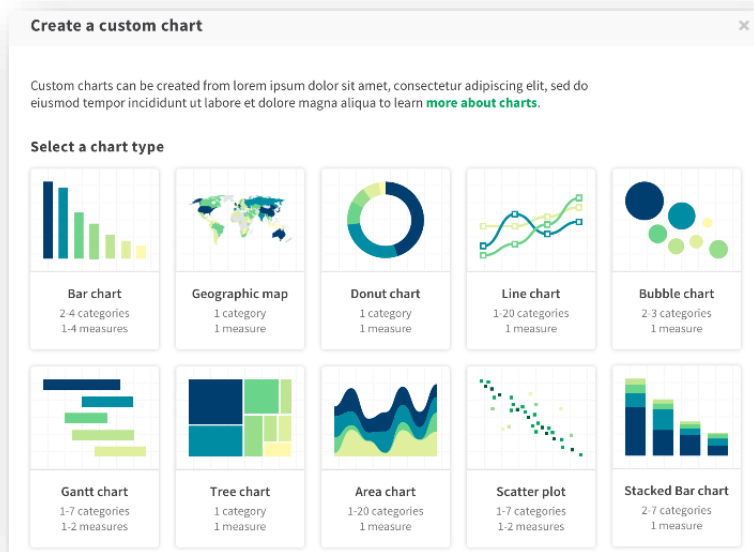 Create a custom chart
×
Custom charts can be created from lorem ipsum dolor sit amet, consectetur adipiscing elit, sed do
eiusmod tempor incididunt ut labore et dolore magna aliqua to learn more about charts.
Select a chart type
Bar chart
2-4 categories
1-4 measures
Geographic map
1 category
1 measure
Donut chart
1 category
1 measure
Line chart
1-20 categories
1 measure
Bubble chart
2-3 categories
1 measure
Gantt chart
1-7 categories
1-2 measures
Tree chart
1 category
1 measure
Area chart
1-20 categories
1 measure
Scatter plot
1-7 categories
1-2 measures
Stacked Bar chart
2-7 categories
1 measure